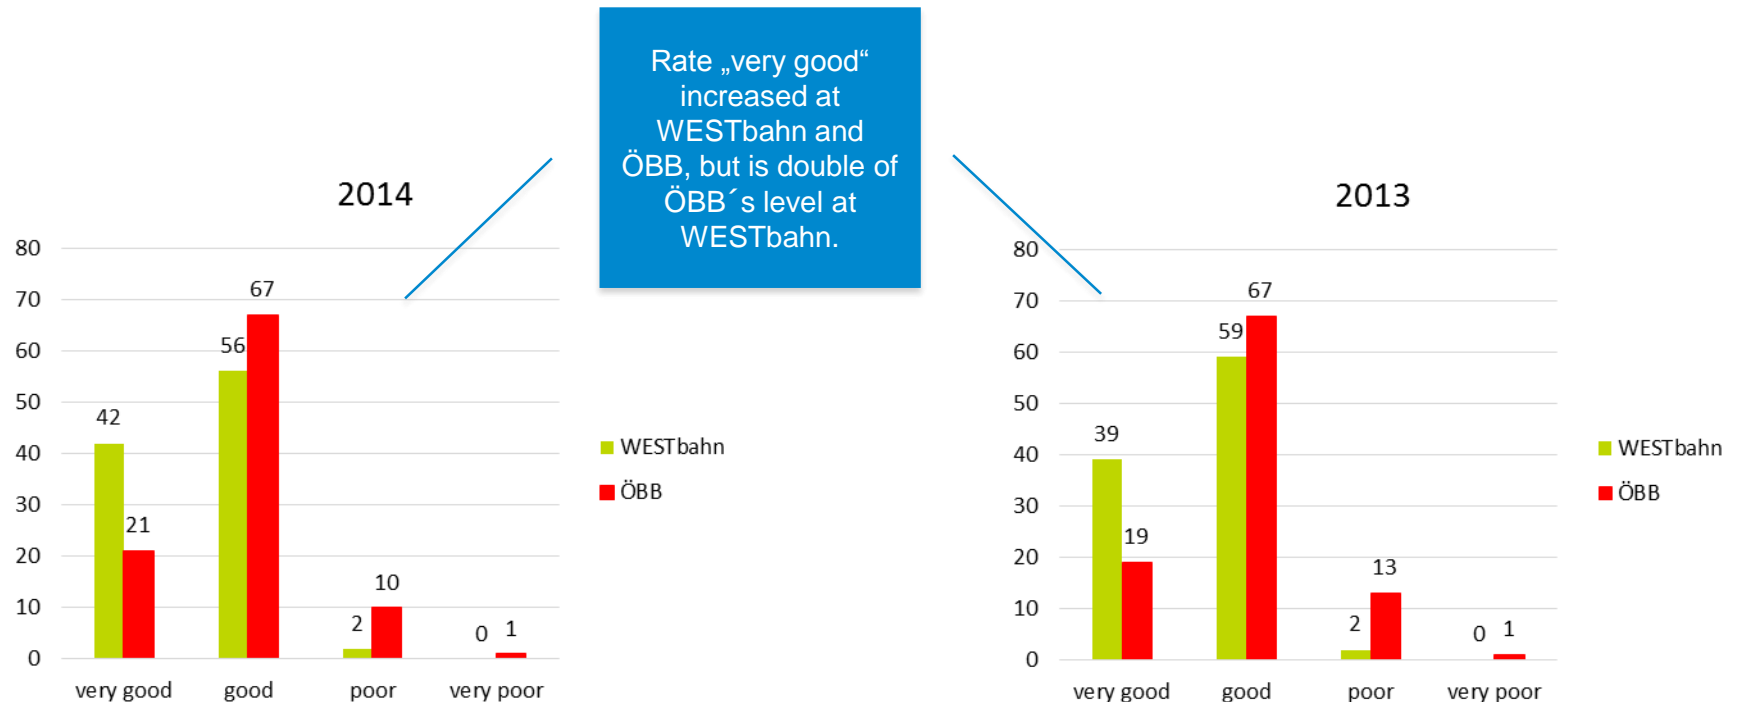 Rate „very good“
increased at
WESTbahn and
ÖBB, but is double of
ÖBB´s level at
WESTbahn.
2014
80
70
60
50
40
30
20
10
0
42
21
56
67
2
10
0
1
very good
good
poor
very poor
WESTbahn
ÖBB
2013
80
70
60
50
40
30
20
10
0
39
19
59
67
2
13
0
1
very good
good
poor
very poor
WESTbahn
ÖBB